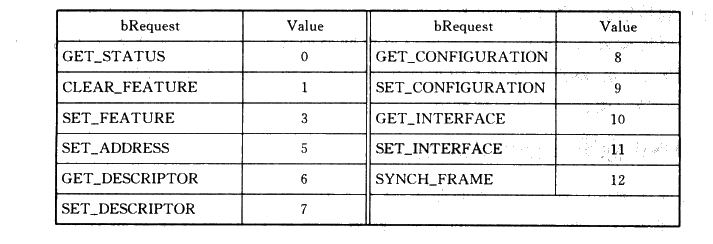 bRequest Value bRequest Value
GET_STATUS 0 GET_CONFIGURATION 8
CLEAR_FEATURE 1 SET_CONFIGURATION 9
SET_FEATURE 3 GET_INTERFACE 10
SET_ADDRESS 5 SET_INTERFACE 11
GET_DESCRIPTOR 6 SYNCH_FRAME 12
SET_DESCRIPTOR 7